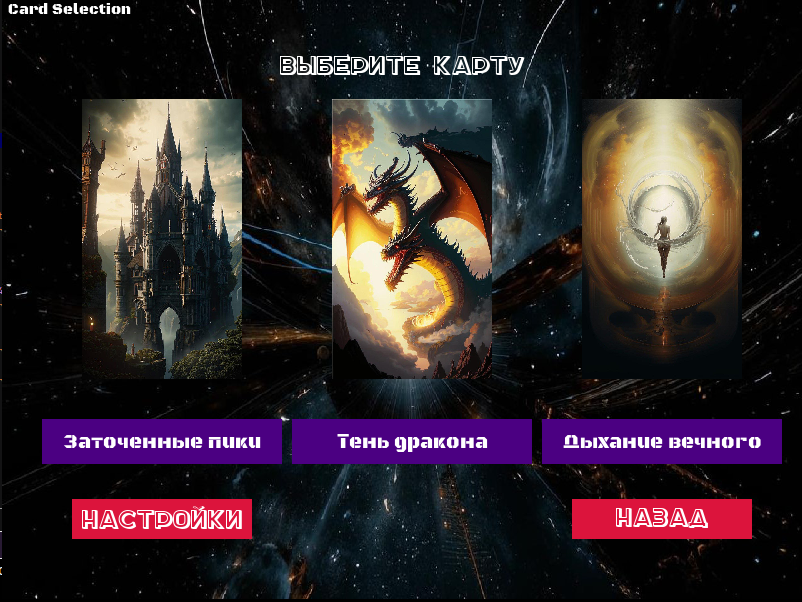 Card Selection
ВЫБЕРИТЕ КАРТУ
Заточенные пики
Тень дракона
Дыхание вечного
НАСТРОЙКИ
НАЗАД